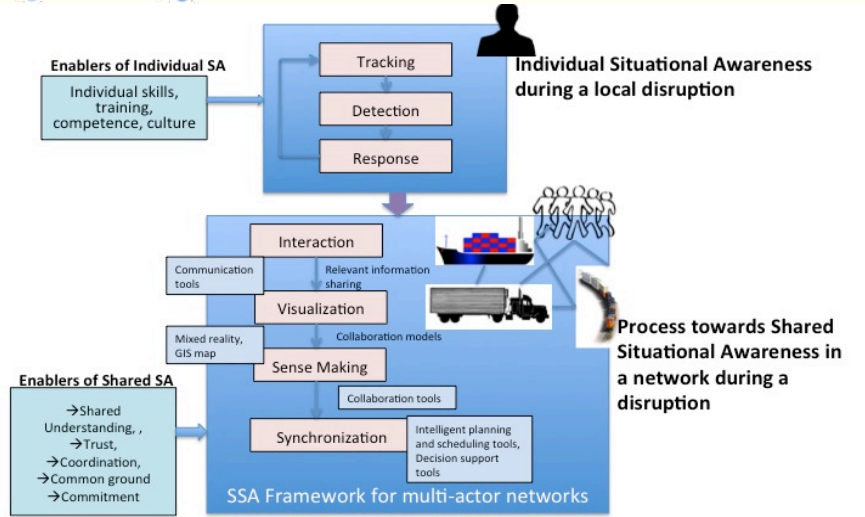 Enablers of Individual SA
Individual skills,
training,
competence, culture
Tracking
Detection
Response
Individual Situational Awareness
during a local disruption
Interaction
Communication
tools
Relevant information
sharing
Visualization
Mixed reality,
GIS map
Collaboration models
Sense Making
Collaboration tools
Synchronization
Intelligent planning
and scheduling tools,
Decision support
tools
SSA Framework for multi-actor networks
Process towards Shared
Situational Awareness in
a network during a
disruption
Enablers of Shared SA
→Shared
Understanding, ,
→Trust,
→Coordination,
→Common ground
→Commitment